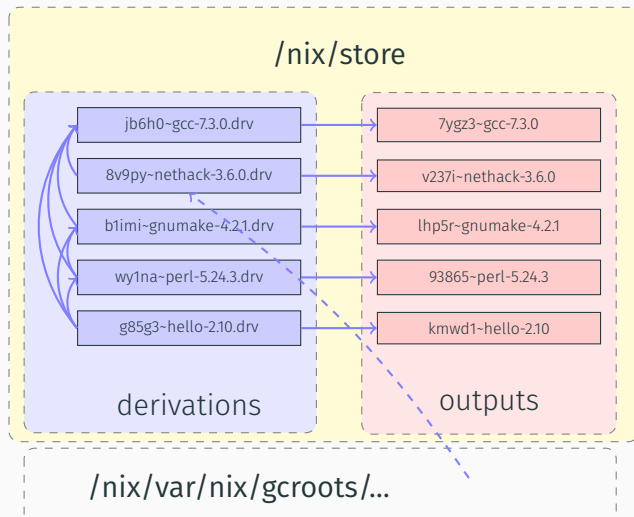 /nix/store
jb6h0~gcc-7.3.0.drv
7ygz3~gcc-7.3.0
8v9py~nethack-3.6.0.drv
v237i~nethack-3.6.0
b1imi~gnumake-4.2.1.drv
lhp5r~gnumake-4.2.1
wy1na~perl-5.24.3.drv
93865~perl-5.24.3
g85g3~hello-2.10.drv
kmwd1~hello-2.10
derivations
outputs
/nix/var/nix/gcroots/...